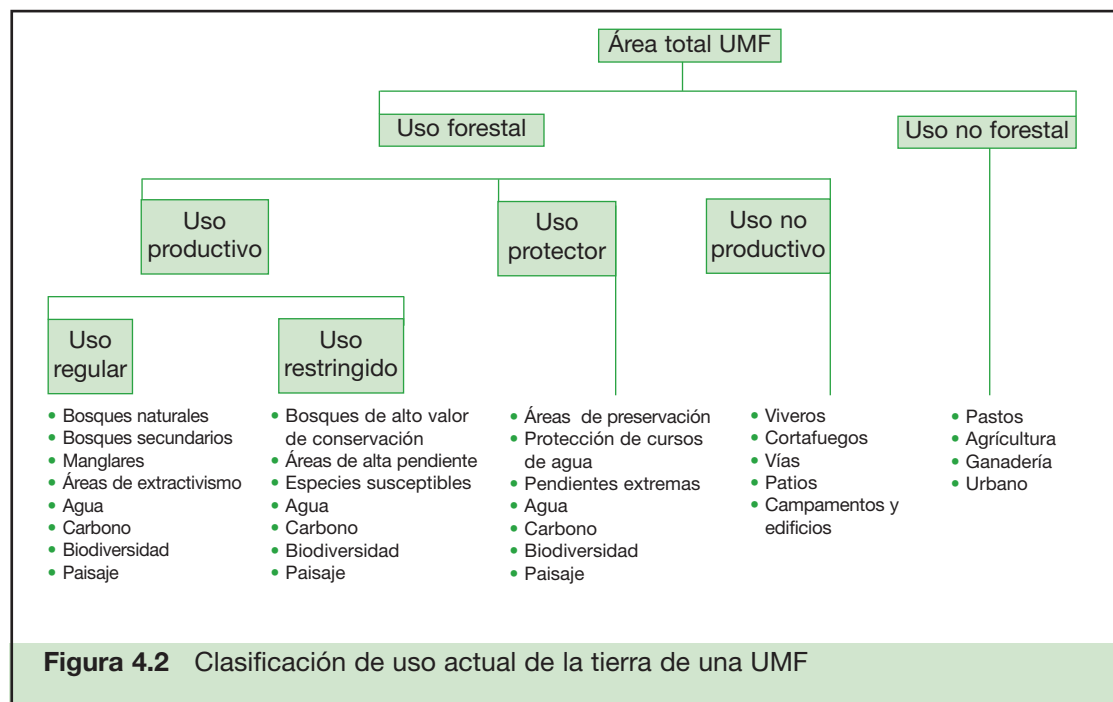 Área total UMF
Uso forestal
Uso no forestal
Uso
productivo
Uso
protector
Uso no
productivo
Uso
regular
Uso
restringido
• Bosques naturales
• Bosques secundarios
• Manglares
• Áreas de extractivismo
• Agua
• Carbono
• Biodiversidad
• Paisaje
• Bosques de alto valor
de conservación
• Áreas de alta pendiente
• Especies susceptibles
• Agua
• Carbono
• Biodiversidad
• Paisaje
• Áreas de preservación
• Protección de cursos
de agua
• Pendientes extremas
• Agua
• Carbono
• Biodiversidad
• Paisaje
• Viveros
• Cortafuegos
• Vías
• Patios
• Campamentos y
edificios
• Pastos
• Agrícultura
• Ganadería
• Urbano
Figura 4.2 Clasificación de uso actual de la tierra de una UMF